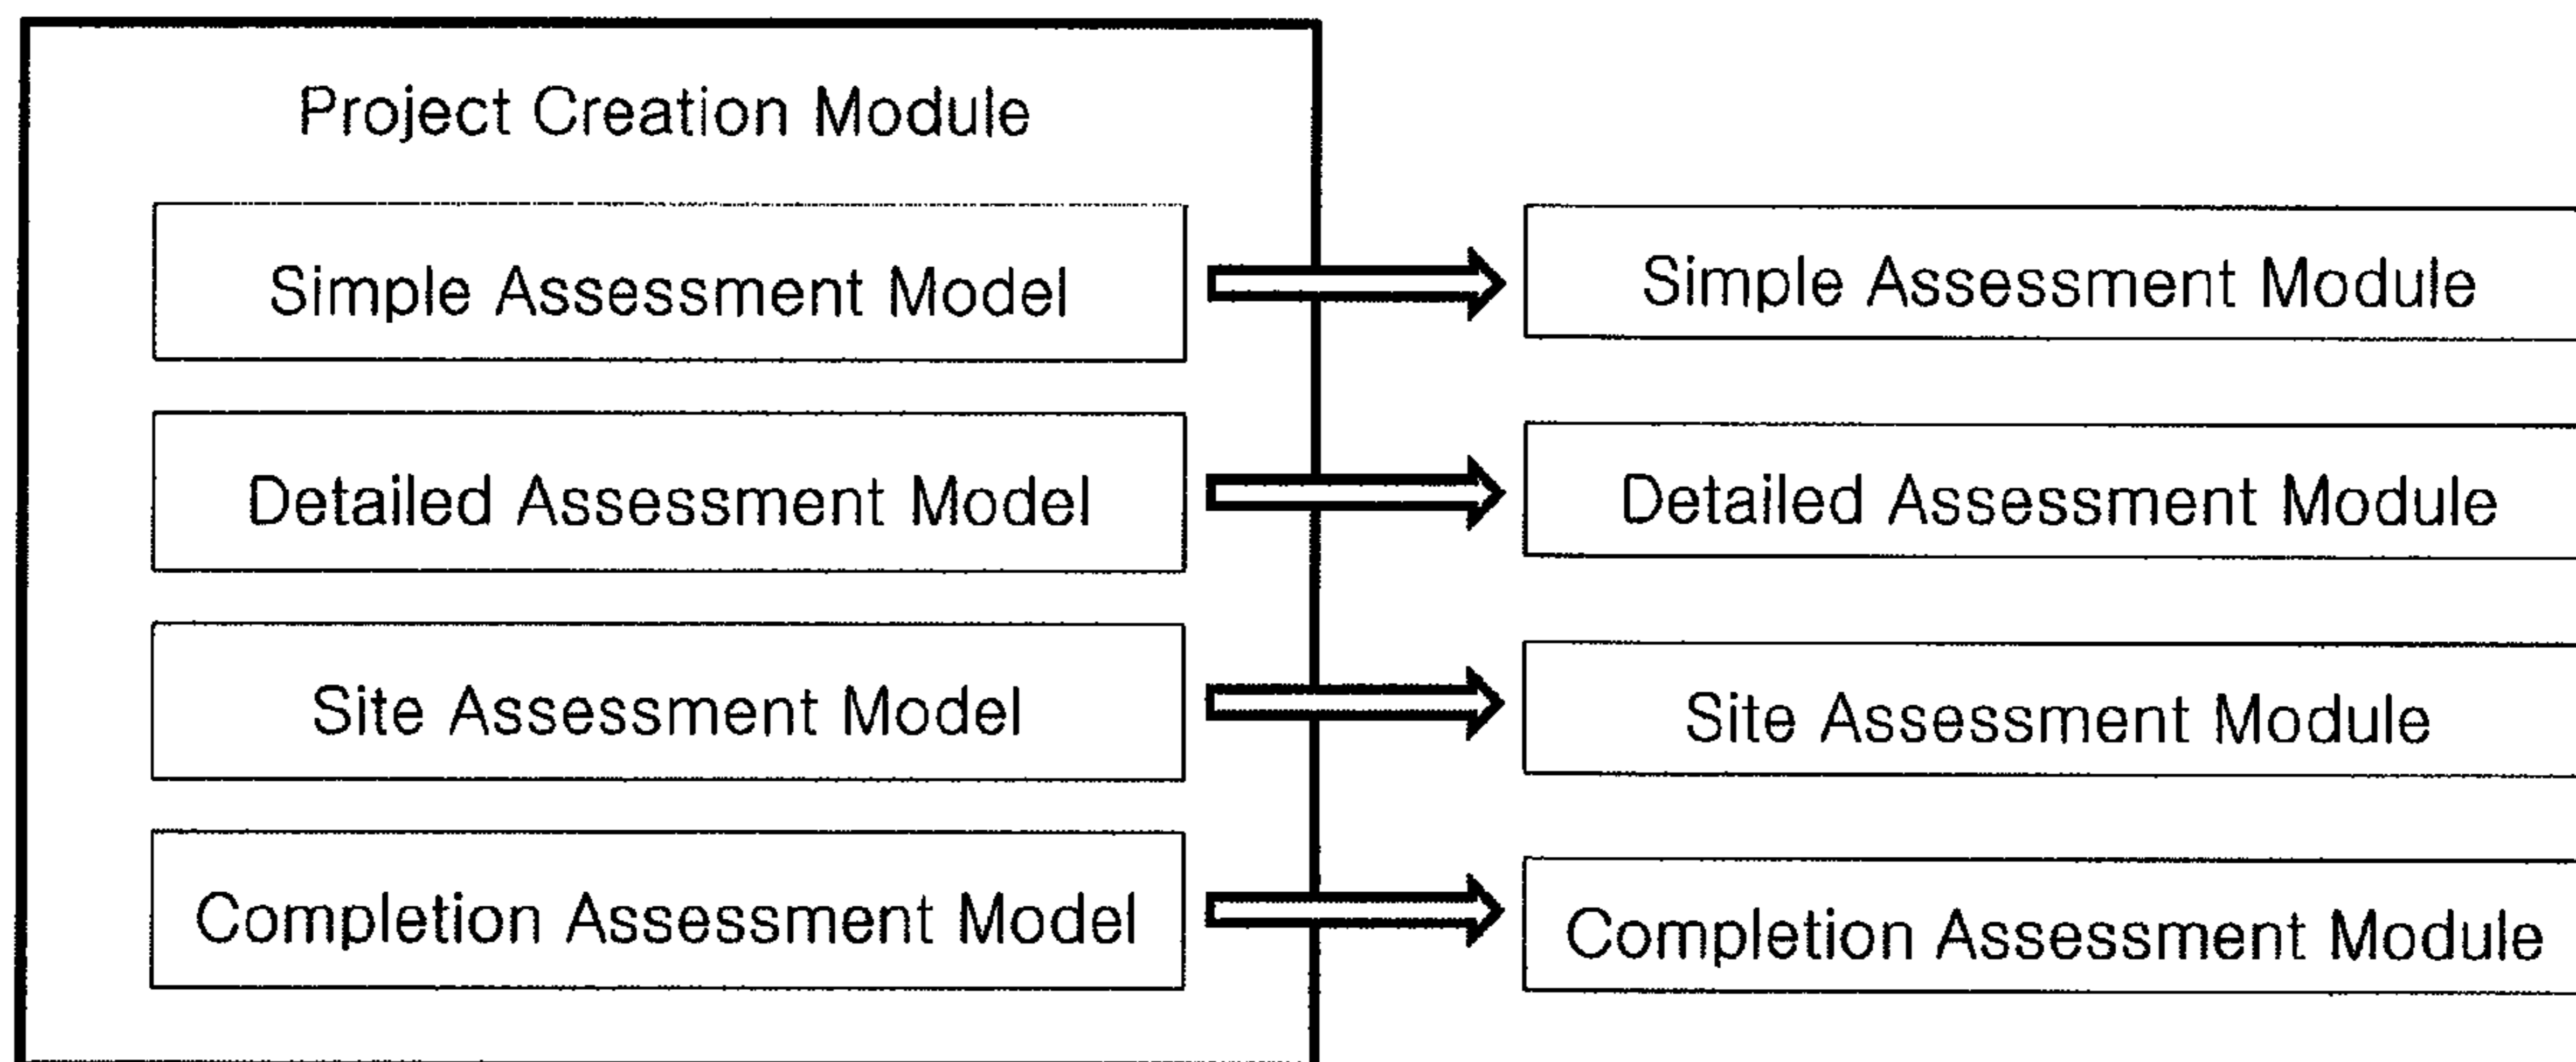 Project Creation Module
Simple Assessment Model
Simple Assessment Module
Detailed Assessment Model
Detailed Assessment Module
Site Assessment Model
Site Assessment Module
Completion Assessment Model
Completion Assessment Module